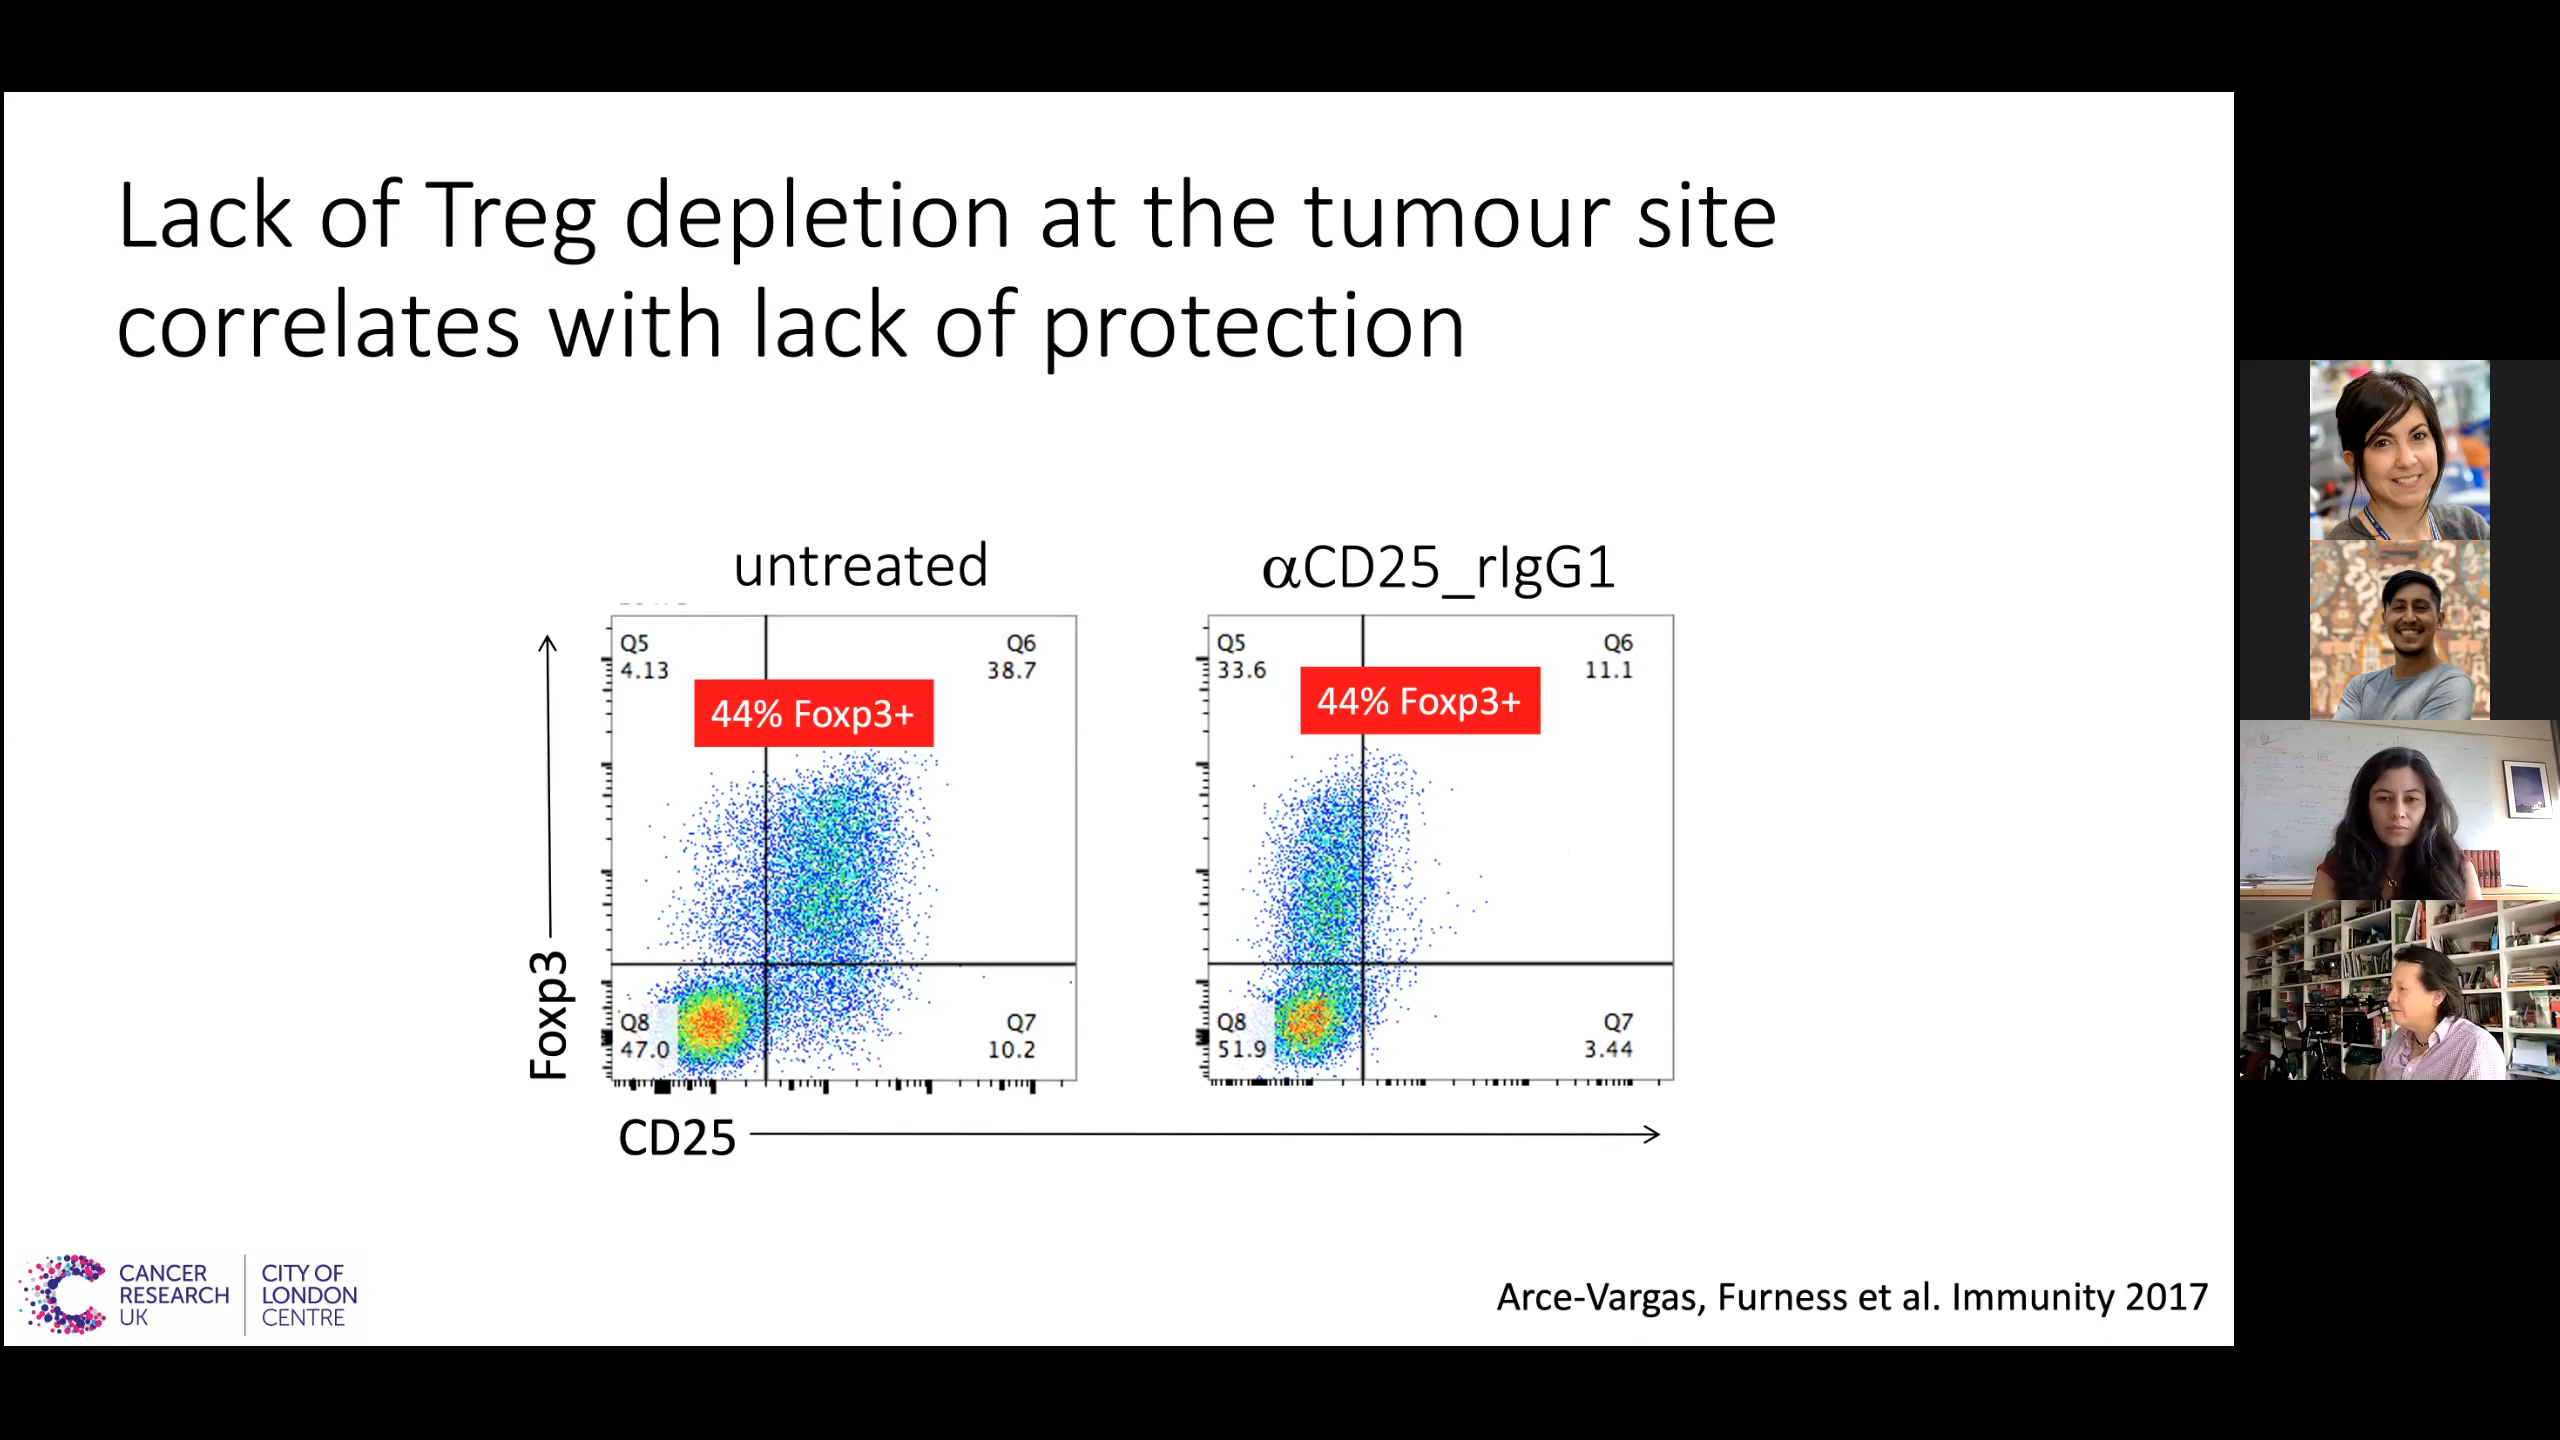 Lack of Treg depletion at the tumour site
correlates with lack of protection
untreated
αCD25_rIgG1
Q5
4.13
Q6
38.7
44% Foxp3+
Q8
47.0
Q7
10.2
Q5
33.6
Q6
11.1
44% Foxp3+
Q8
51.9
Q7
3.44
Foxp3
CD25
CANCER
RESEARCH
UK
CITY OF
LONDON
CENTRE
Arce-Vargas, Furness et al. Immunity 2017